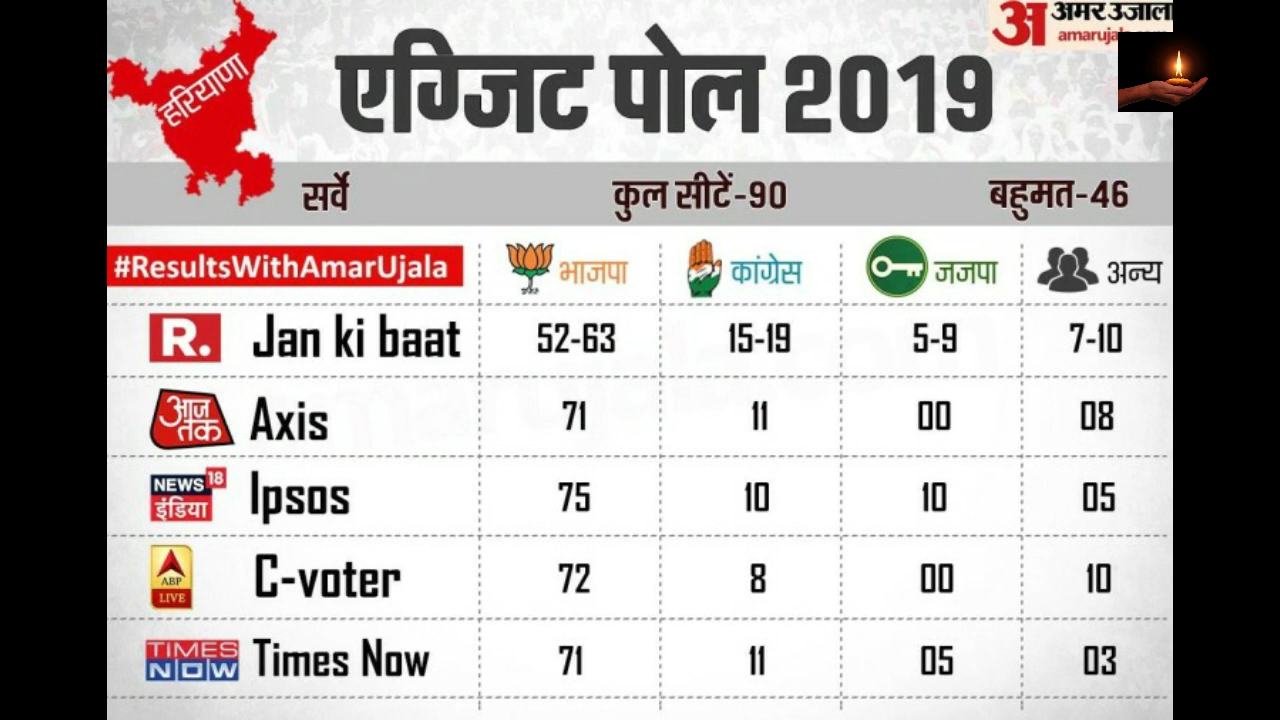 हरियाणा
एग्जिट पोल 2019
अ अमर उजाला
सर्वे कुल सीटें-90 बहुमत-46
#ResultsWithAmarUjala भाजपा कांग्रेस जजपा अन्य
R. Jan ki baat 52-63 15-19 5-9 7-10
आज तक Axis 71 11 00 08
NEWS 18 इंडिया Ipsos 75 10 10 05
ABP LIVE C-voter 72 8 00 10
TIMES NOW Times Now 71 11 05 03